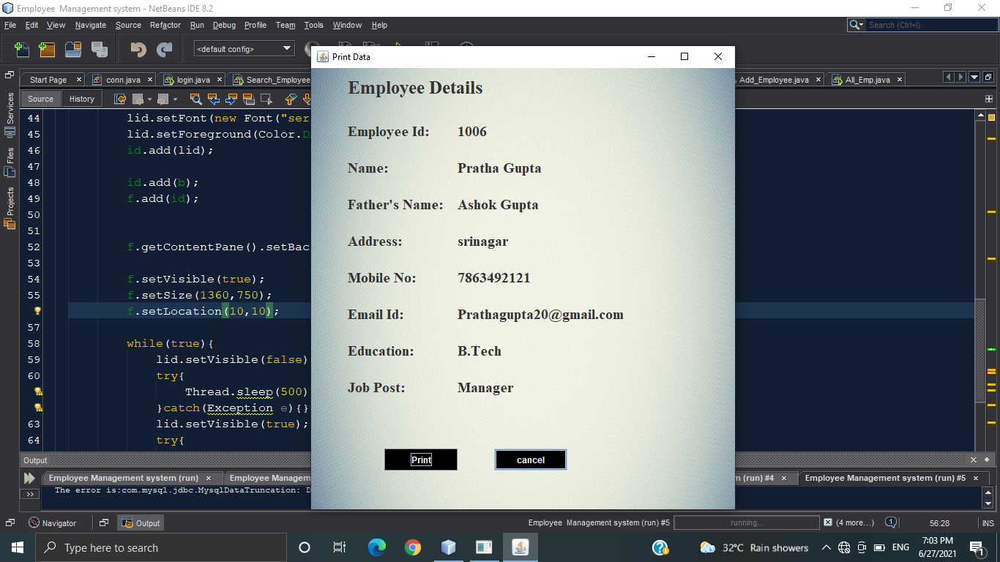 Employee Management system - NetBeans IDE 8.2
File Edit View Navigate Source Refactor Run Debug Profile Team Tools Window Help
Search (Ctrl+I)
<default config>
Print Data
Start Page conn.java login.java Search_Employee
Add_Employee.java All_Emp.java
Source History
Services
Files
Projects
44 lid.setFont(new Font("ser
45 lid.setForeground(Color.D
46 id.add(lid);
47
48 id.add(b);
49 f.add(id);
50
51
52 f.getContentPane().setBac
53
54 f.setVisible(true);
55 f.setSize(1360,750);
f.setLocation(10,10);
57
58 while(true){
59 lid.setVisible(false)
60 try{
Thread.sleep(500)
}catch(Exception e){}
63 lid.setVisible(true);
64 try{
Employee Details
Employee Id: 1006
Name: Pratha Gupta
Father's Name: Ashok Gupta
Address: srinagar
Mobile No: 7863492121
Email Id: Prathagupta20@gmail.com
Education: B.Tech
Job Post: Manager
Print cancel
Output
Employee Management system (run) Employee Managem
m (run) #4 Employee Management system (run) #5
>> The error is:com.mysql.jdbc.MysqlDataTruncation: D
Navigator Output
Employee Management system (run) #5 running... (4 more...) 1 56:28 INS
Type here to search
32°C Rain showers ENG
7:03 PM
6/27/2021
1